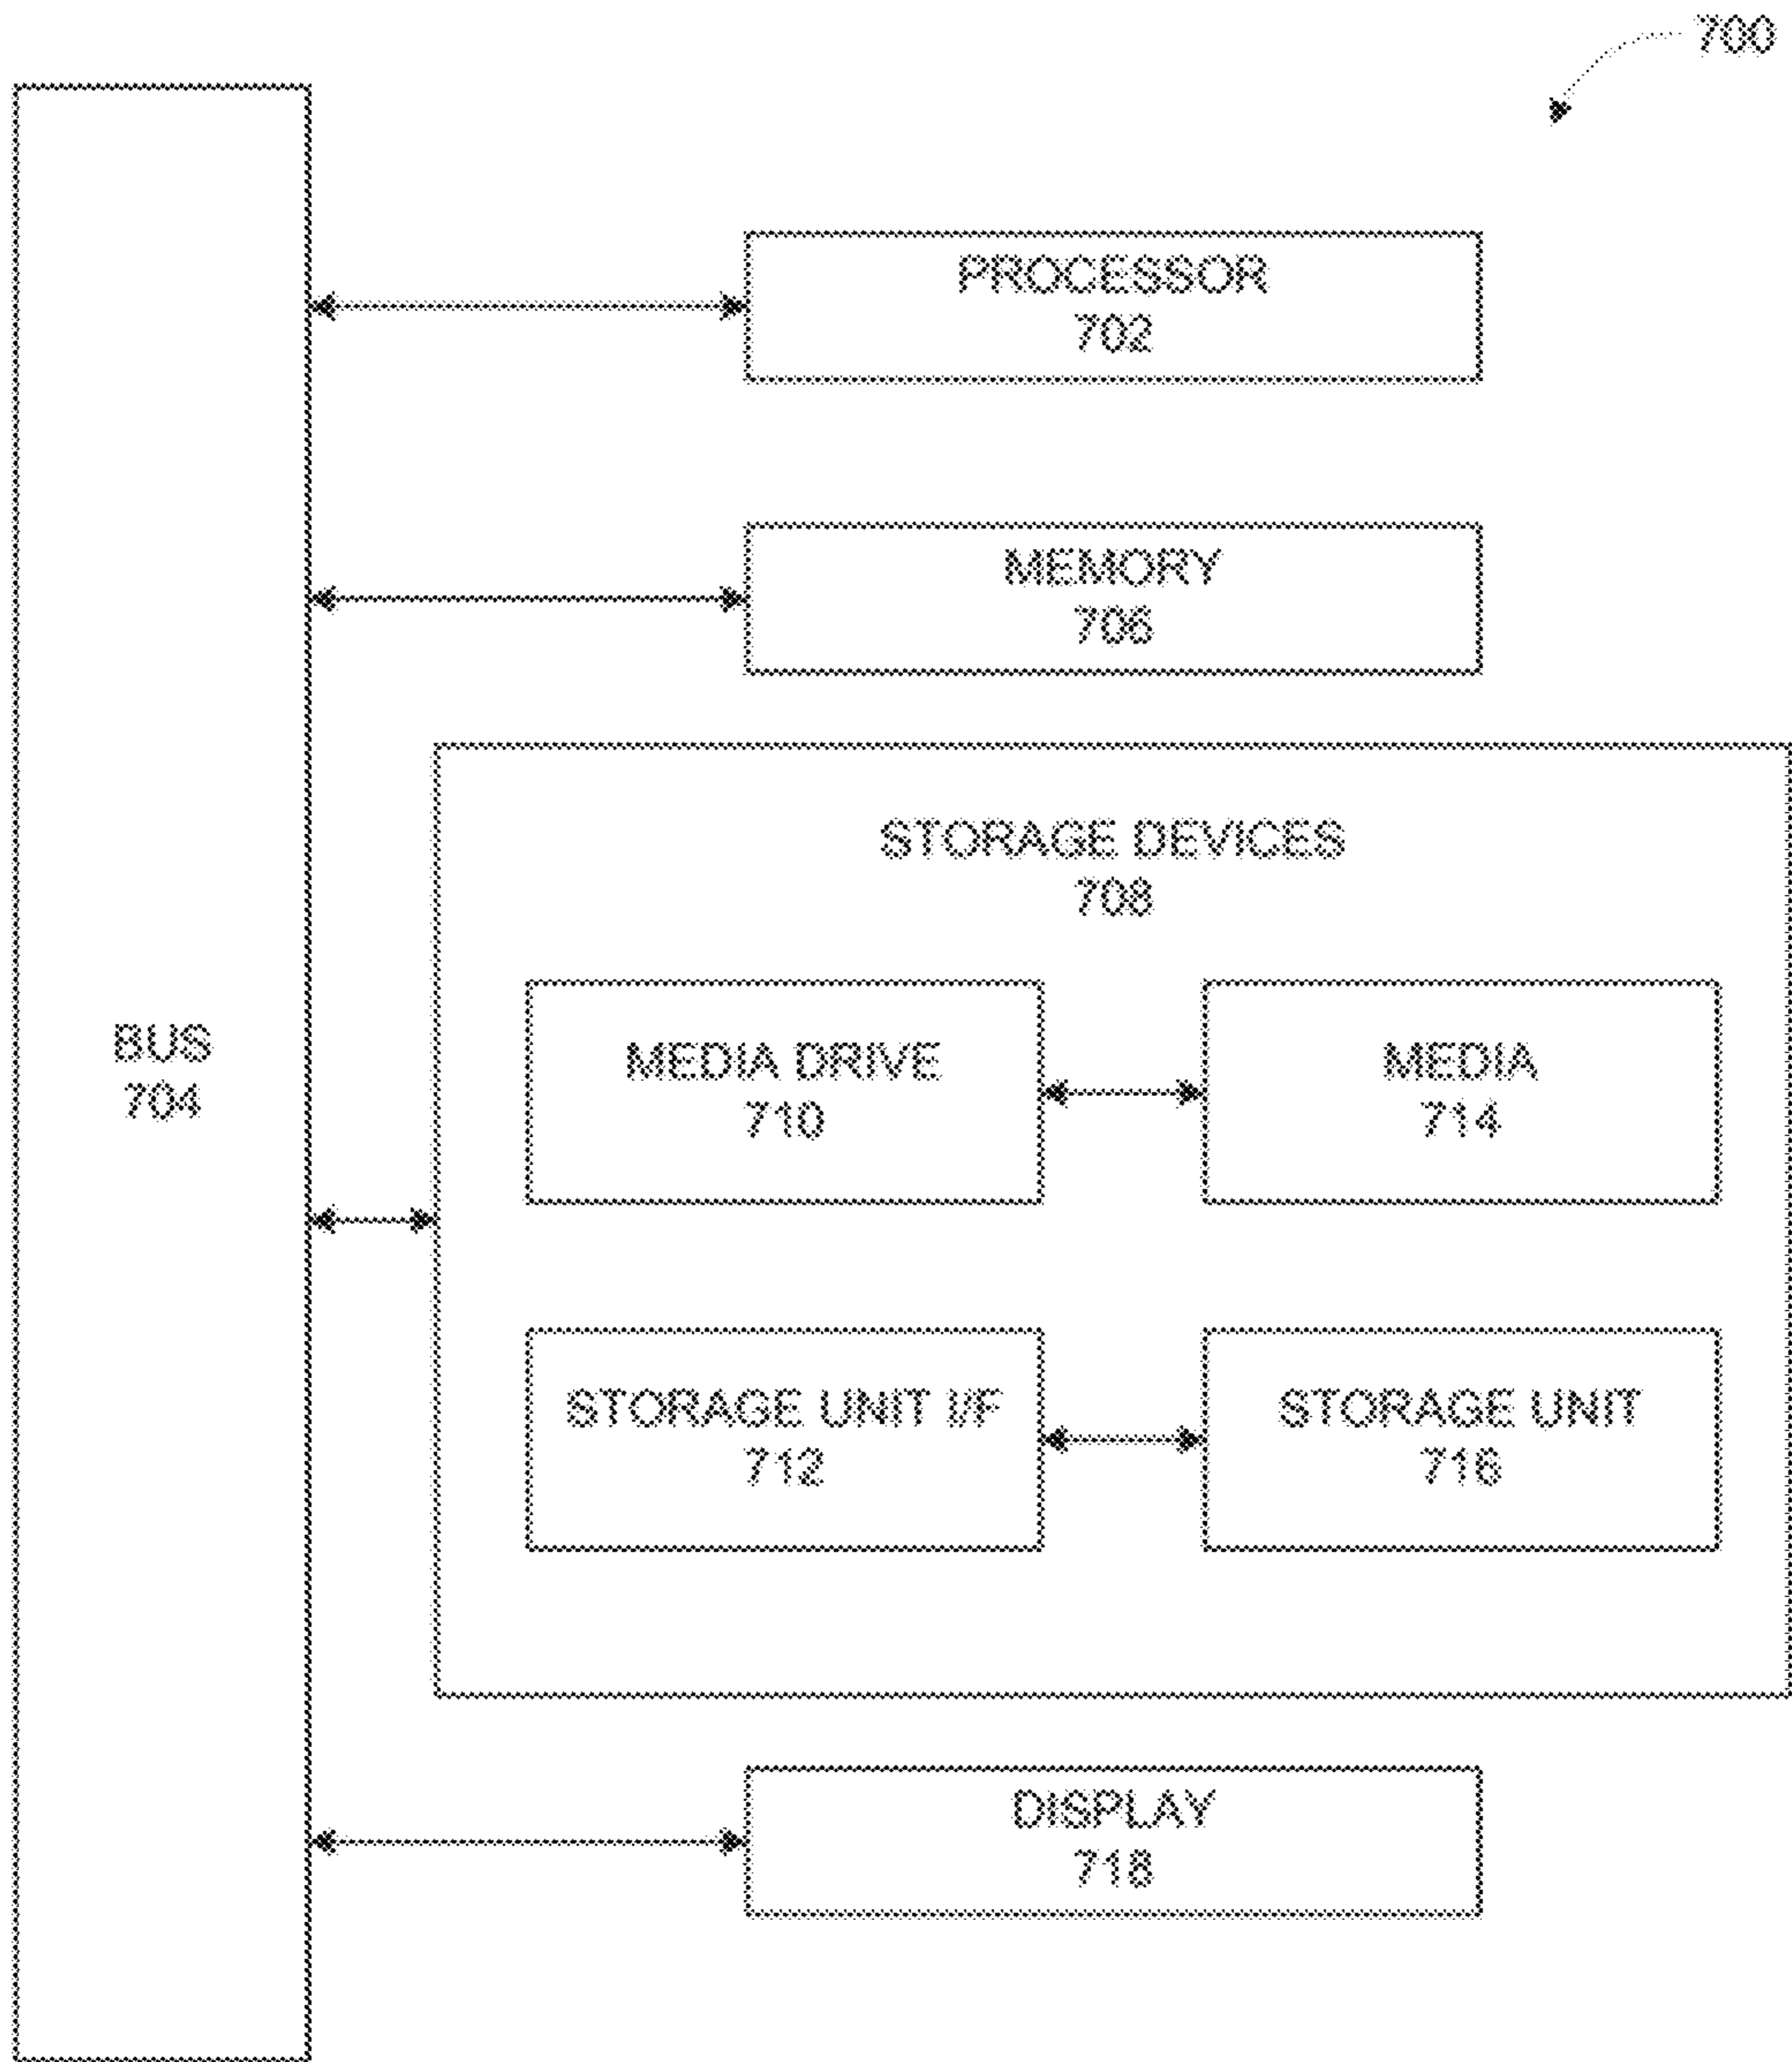 700
PROCESSOR
702
MEMORY
706
STORAGE DEVICES
708
BUS
704
MEDIA DRIVE
710
MEDIA
714
STORAGE UNIT I/F
712
STORAGE UNIT
716
DISPLAY
718